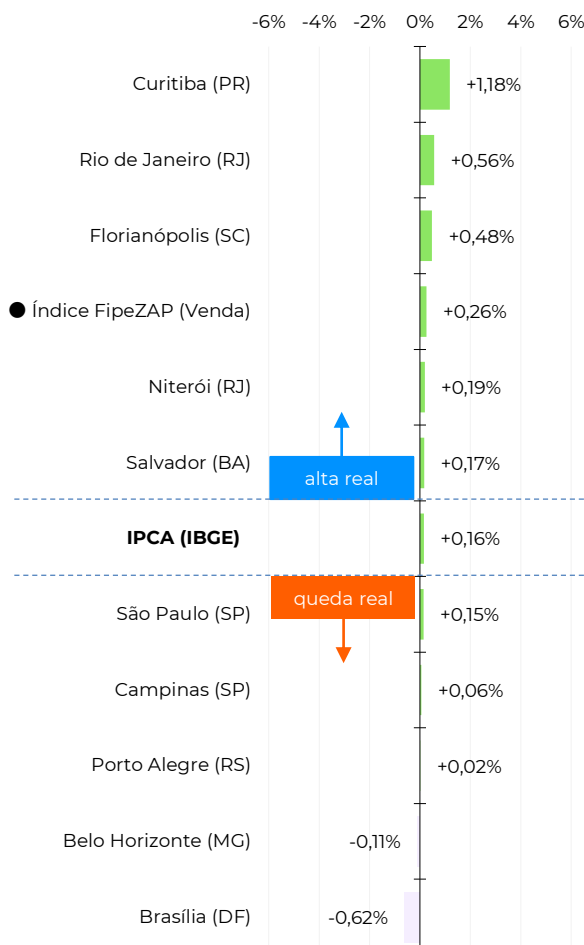 -6% -4% -2% 0% 2% 4% 6%
Curitiba (PR) +1,18%
Rio de Janeiro (RJ) +0,56%
Florianópolis (SC) +0,48%
● Índice FipeZAP (Venda) +0,26%
Niterói (RJ) +0,19%
Salvador (BA) +0,17%
alta real
IPCA (IBGE) +0,16%
queda real
São Paulo (SP) +0,15%
Campinas (SP) +0,06%
Porto Alegre (RS) +0,02%
Belo Horizonte (MG) -0,11%
Brasília (DF) -0,62%